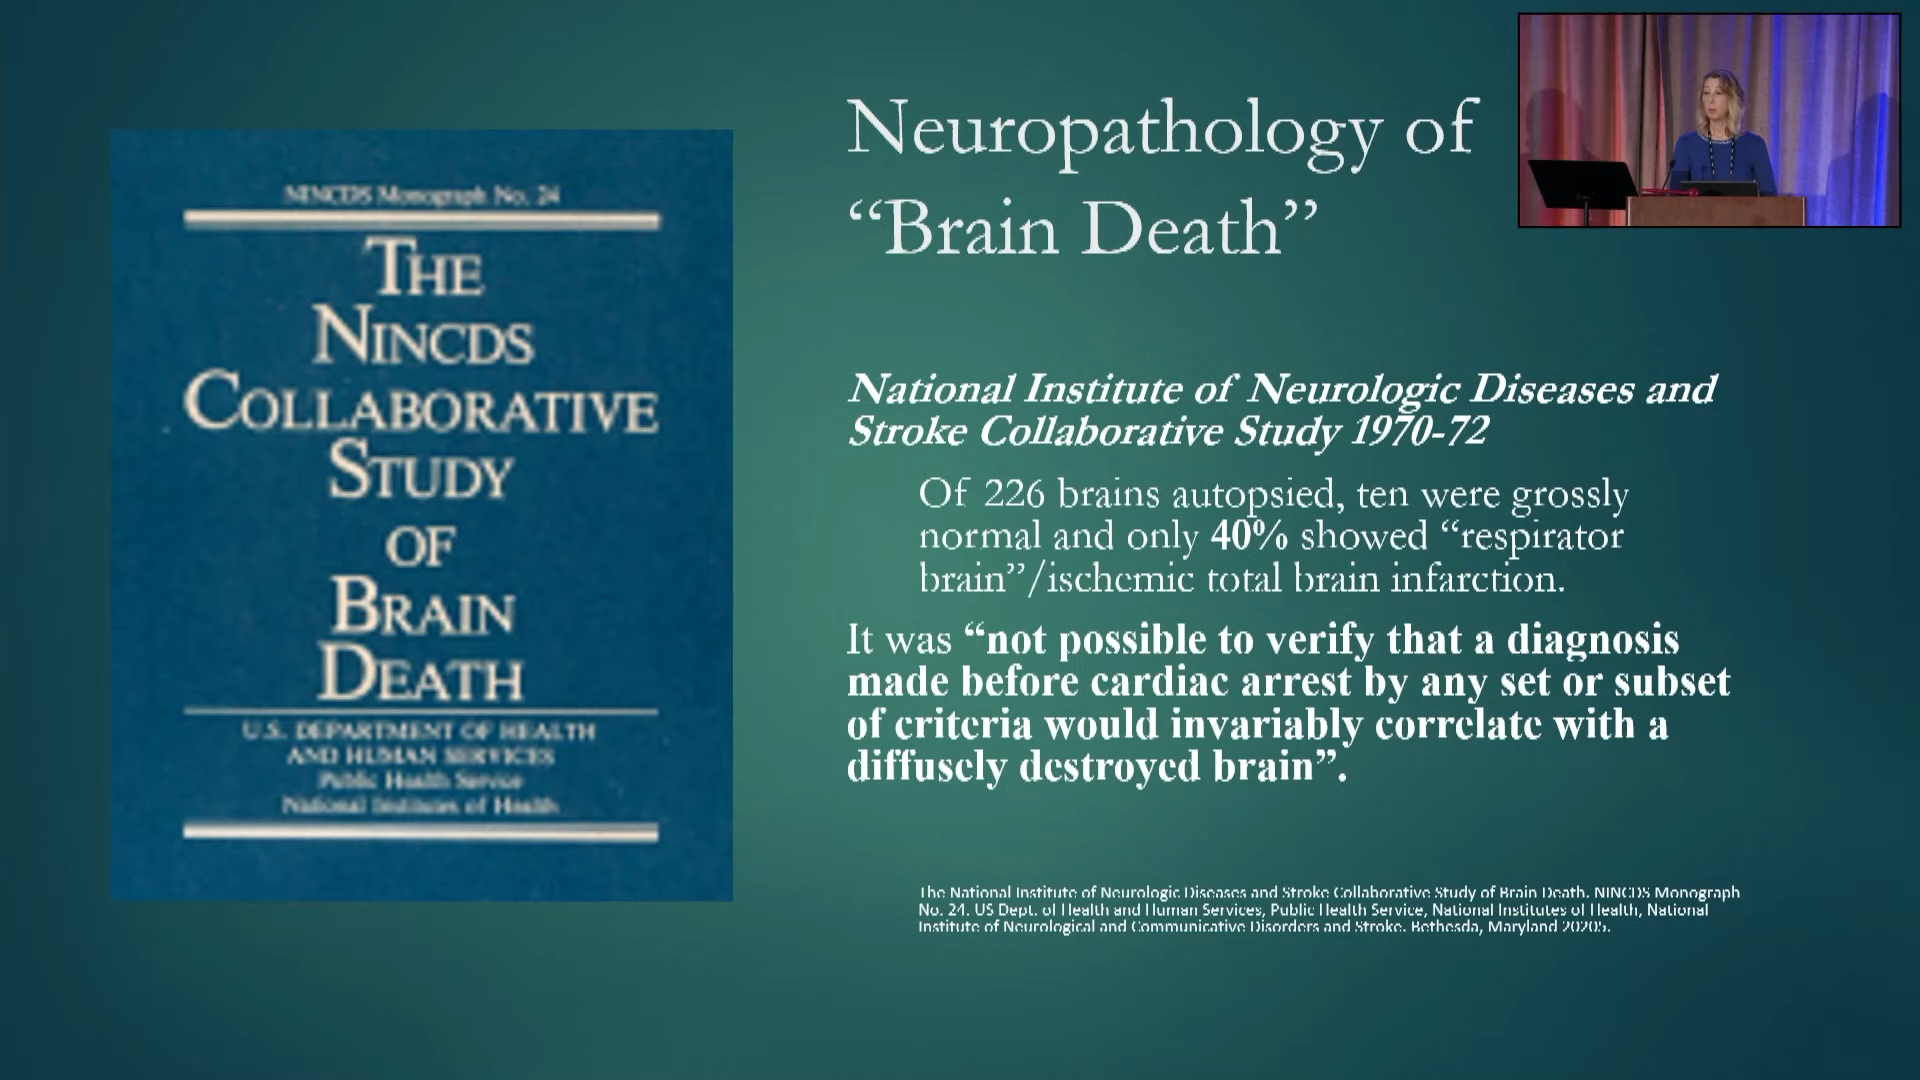 NINCDS Monograph No. 24
THE
NINCDS
COLLABORATIVE
STUDY
OF
BRAIN
DEATH
U.S. DEPARTMENT OF HEALTH
AND HUMAN SERVICES
Public Health Service
National Institutes of Health
Neuropathology of
“Brain Death”
National Institute of Neurologic Diseases and
Stroke Collaborative Study 1970-72
Of 226 brains autopsied, ten were grossly
normal and only 40% showed “respirator
brain”/ischemic total brain infarction.
It was “not possible to verify that a diagnosis
made before cardiac arrest by any set or subset
of criteria would invariably correlate with a
diffusely destroyed brain”.
The National Institute of Neurologic Diseases and Stroke Collaborative Study of Brain Death. NINCDS Monograph
No. 24. US Dept. of Health and Human Services, Public Health Service, National Institutes of Health, National
Institute of Neurological and Communicative Disorders and Stroke. Bethesda, Maryland 20205.